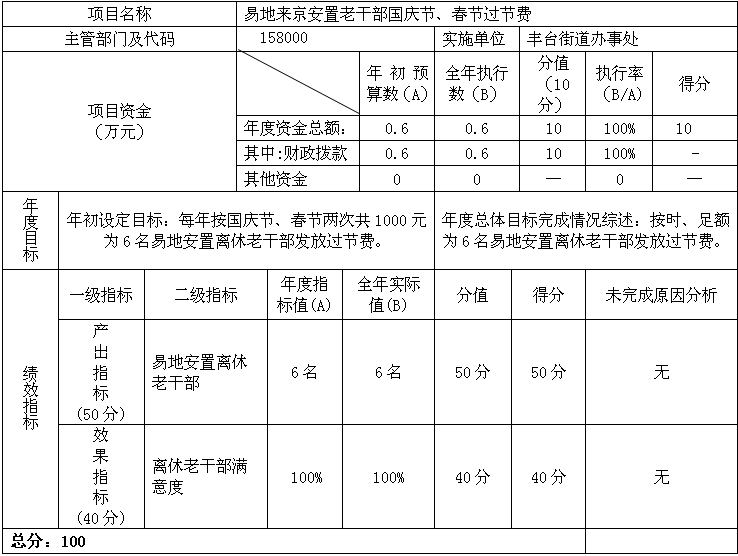 项目名称 易地来京安置老干部国庆节、春节过节费
主管部门及代码 158000 实施单位 丰台街道办事处
项目资金
（万元）
年初预
算数(A)
全年执行
数（B）
分值
（10
分）
执行率
（B/A）
得分
年度资金总额： 0.6 0.6 10 100% 10
其中:财政拨款 0.6 0.6 10 100% -
其他资金 0 0 — 0 —
年度目标
年初设定目标：每年按国庆节、春节两次共1000元
为6名易地安置离休老干部发放过节费。
年度总体目标完成情况综述：按时、足额
为6名易地安置离休老干部发放过节费。
绩效指标
一级指标 二级指标
年度指
标值(A)
全年实际
值(B)
分值 得分 未完成原因分析
产
出
指
标
(50分)
易地安置离休
老干部
6名 6名 50分 50分 无
效
果
指
标
(40分)
离休老干部满
意度
100% 100% 40分 40分 无
总分：100